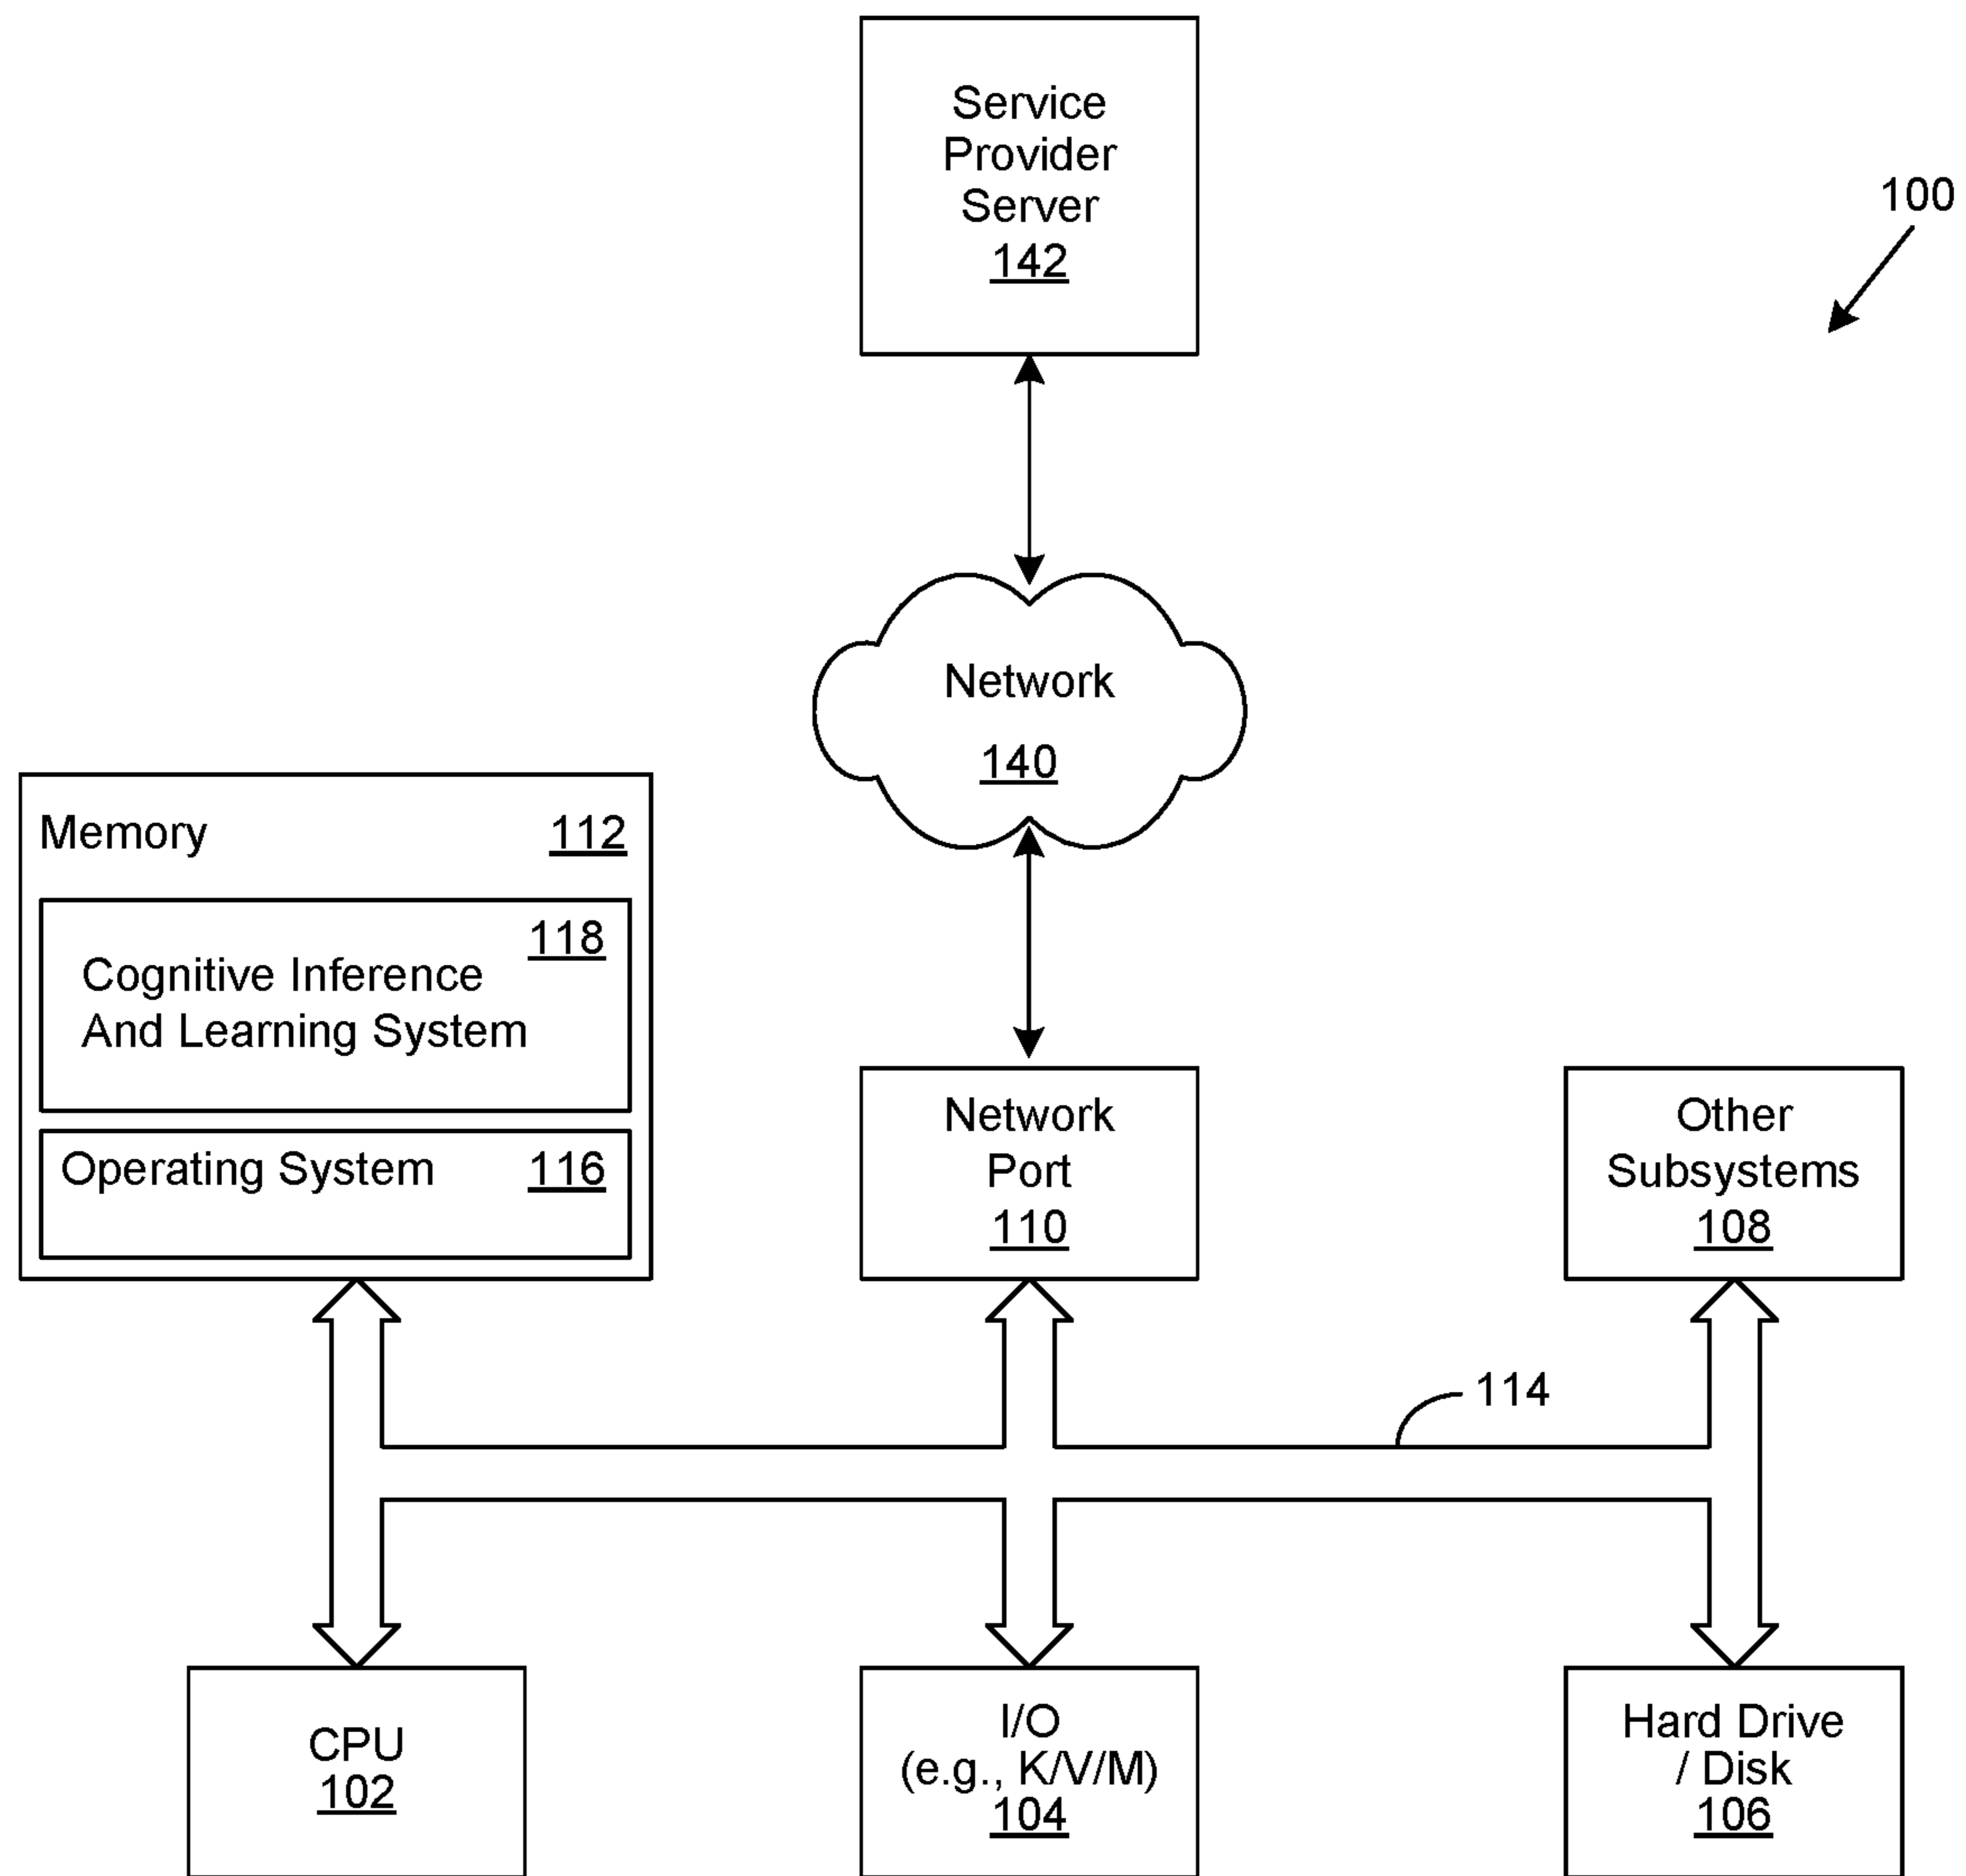 Service
Provider
Server
142
100
Network
140
Memory 112
118
Cognitive Inference
And Learning System
Operating System 116
Network
Port
110
Other
Subsystems
108
114
CPU
102
I/O
(e.g., K/V/M)
104
Hard Drive
/ Disk
106